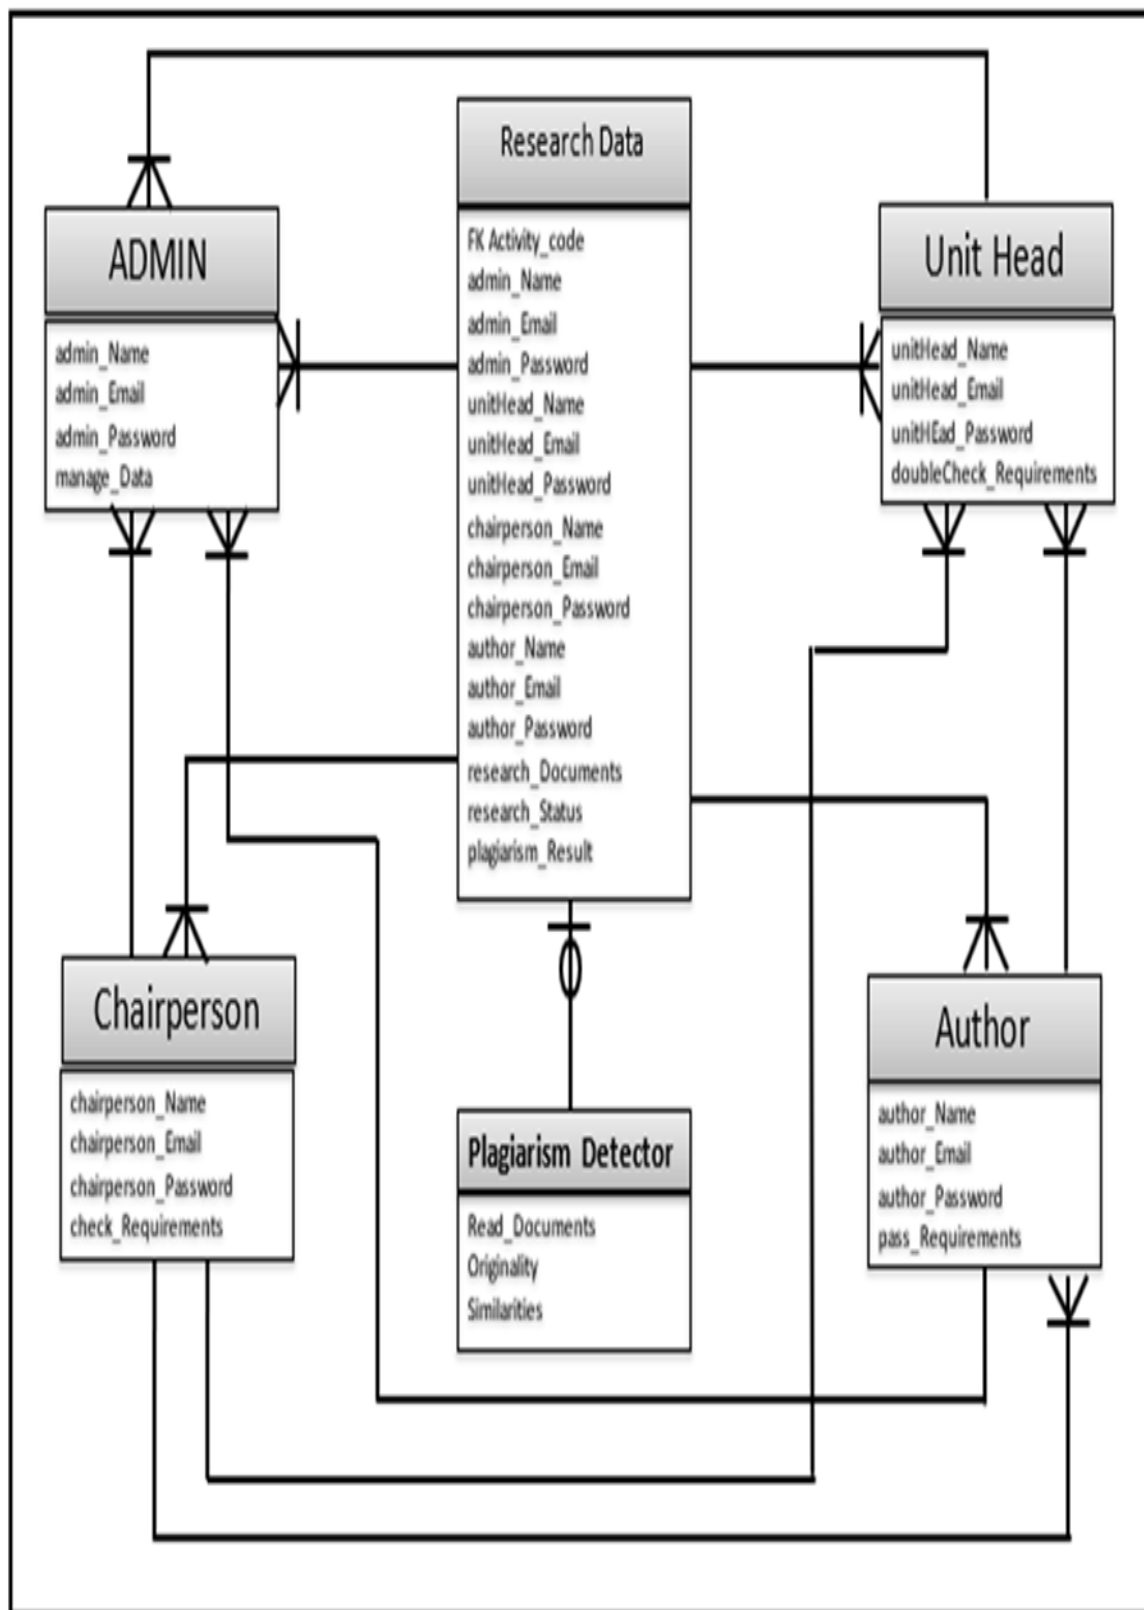 Research Data
FK Activity_code
admin_Name
admin_Email
admin_Password
unitHead_Name
unitHead_Email
unitHead_Password
chairperson_Name
chairperson_Email
chairperson_Password
author_Name
author_Email
author_Password
research_Documents
research_Status
plagiarism_Result
ADMIN
admin_Name
admin_Email
admin_Password
manage_Data
Unit Head
unitHead_Name
unitHead_Email
unitHEad_Password
doubleCheck_Requirements
Chairperson
chairperson_Name
chairperson_Email
chairperson_Password
check_Requirements
Plagiarism Detector
Read_Documents
Originality
Similarities
Author
author_Name
author_Email
author_Password
pass_Requirements